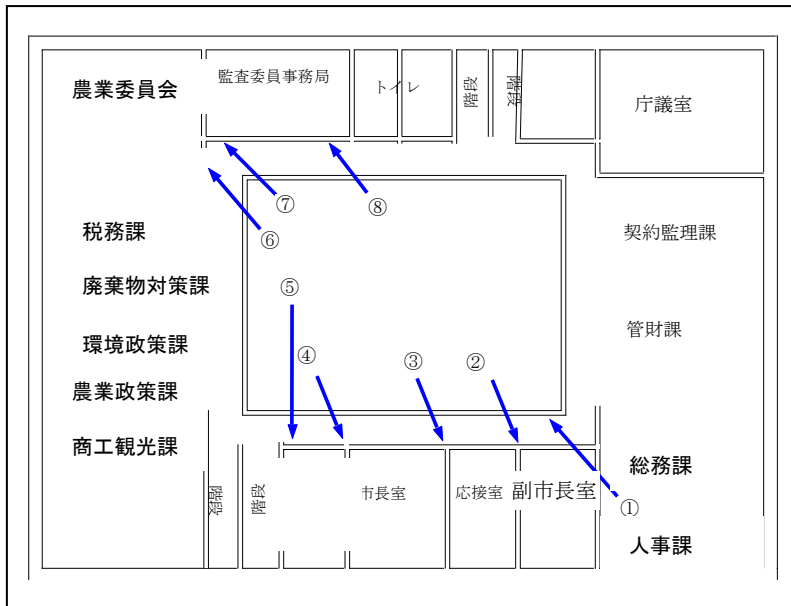 農業委員会
監査委員事務局
トイレ
階段
階段
庁議室
⑦
⑧
⑥
税務課
契約監理課
廃棄物対策課
⑤
管財課
環境政策課
④
③
②
農業政策課
商工観光課
総務課
階段
階段
市長室
応接室
副市長室
①
人事課